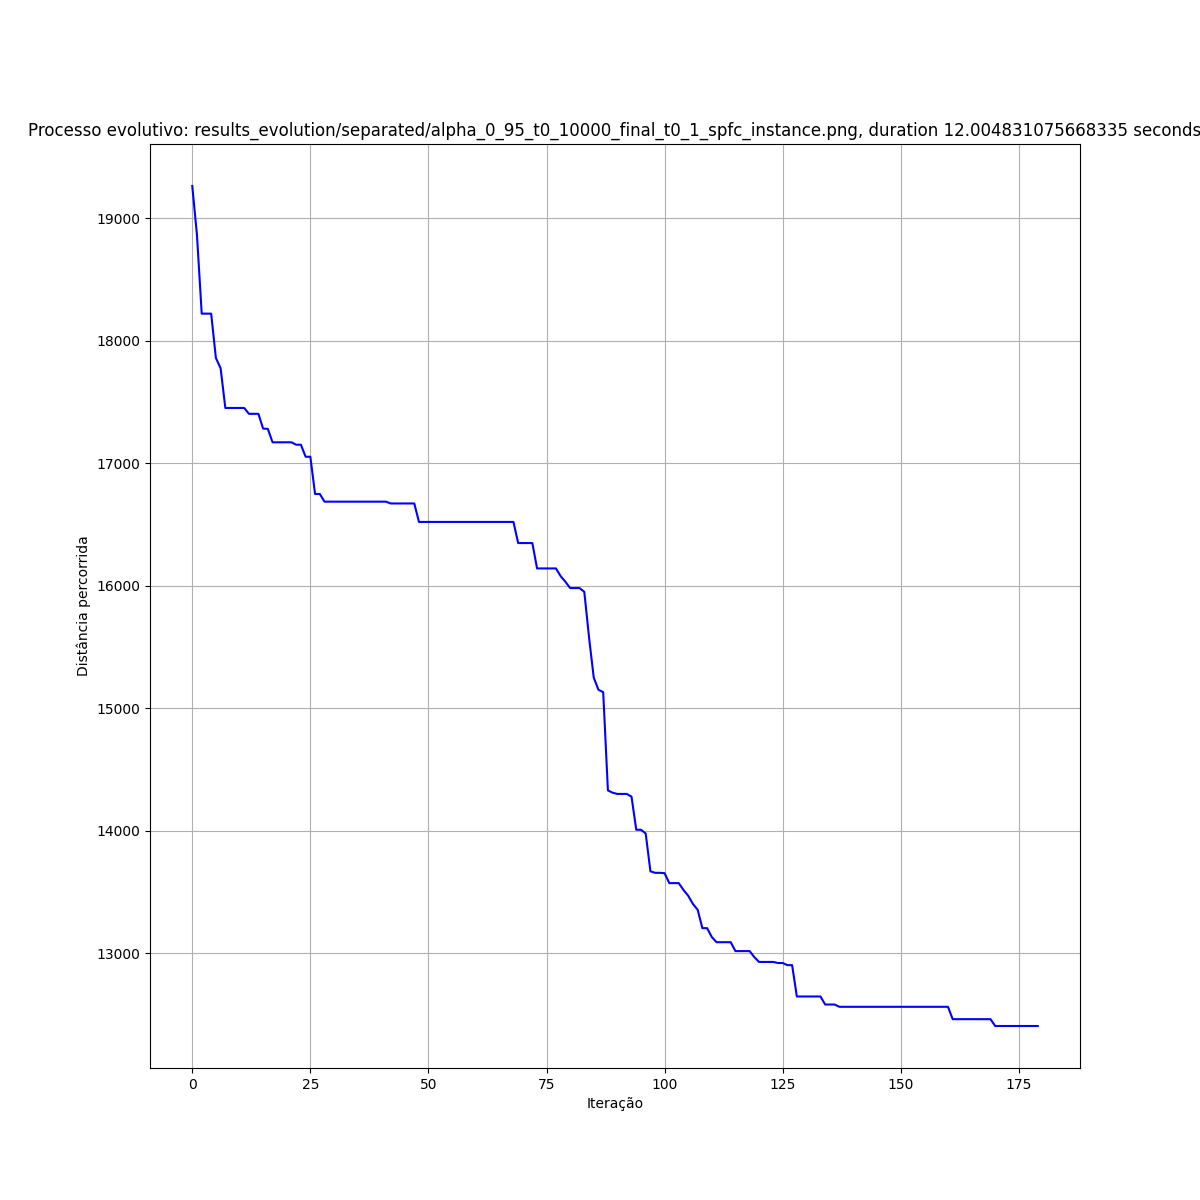 Processo evolutivo: results_evolution/separated/alpha_0_95_t0_10000_final_t0_1_spfc_instance.png, duration 12.004831075668335 seconds
19000
18000
17000
16000
15000
14000
13000
Distância percorrida
0 25 50 75 100 125 150 175
Iteração